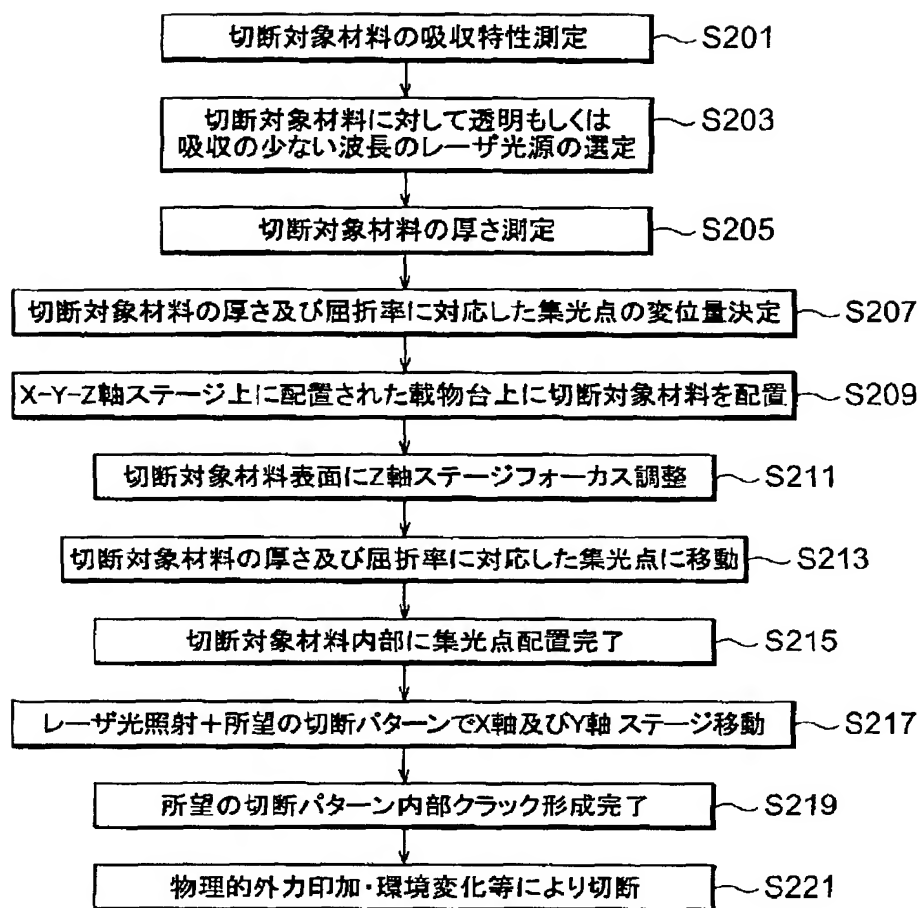 切断対象材料の吸収特性測定 S201
切断対象材料に対して透明もしくは
吸収の少ない波長のレーザ光源の選定 S203
切断対象材料の厚さ測定 S205
切断対象材料の厚さ及び屈折率に対応した集光点の変位量決定 S207
X-Y-Z軸ステージ上に配置された載物台上に切断対象材料を配置 S209
切断対象材料表面にZ軸ステージフォーカス調整 S211
切断対象材料の厚さ及び屈折率に対応した集光点に移動 S213
切断対象材料内部に集光点配置完了 S215
レーザ光照射+所望の切断パターンでX軸及びY軸 ステージ移動 S217
所望の切断パターン内部クラック形成完了 S219
物理的外力印加・環境変化等により切断 S221